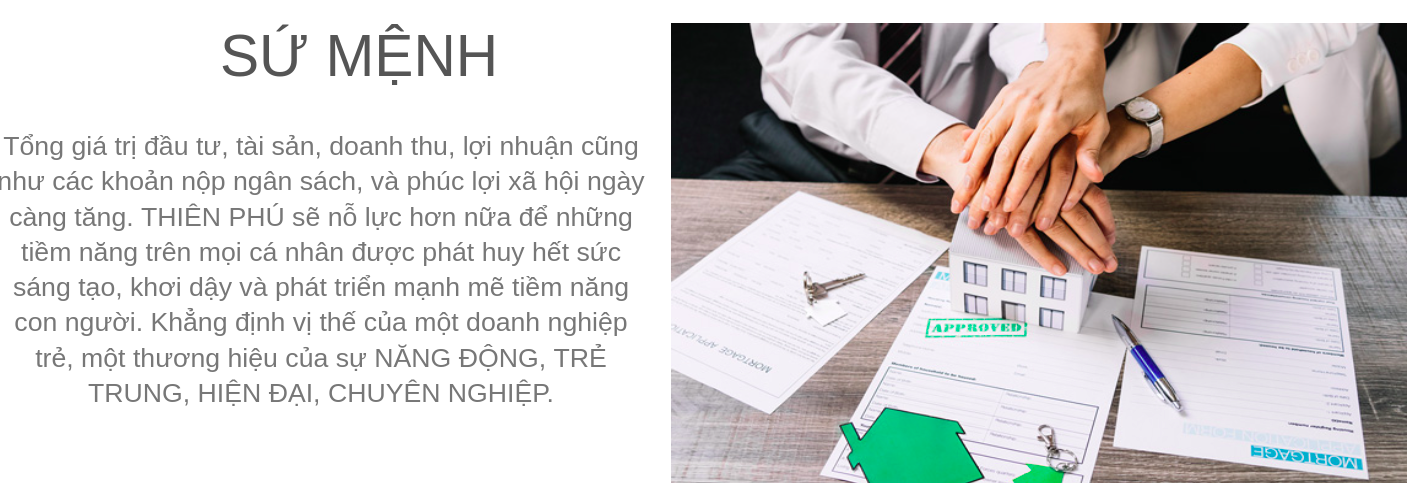 SỨ MỆNH
Tổng giá trị đầu tư, tài sản, doanh thu, lợi nhuận cũng
như các khoản nộp ngân sách, và phúc lợi xã hội ngày
càng tăng. THIÊN PHÚ sẽ nỗ lực hơn nữa để những
tiềm năng trên mọi cá nhân được phát huy hết sức
sáng tạo, khơi dậy và phát triển mạnh mẽ tiềm năng
con người. Khẳng định vị thế của một doanh nghiệp
trẻ, một thương hiệu của sự NĂNG ĐỘNG, TRẺ
TRUNG, HIỆN ĐẠI, CHUYÊN NGHIỆP.
APPROVED
MORTGAGE APPLICATIO
MORTGAGE